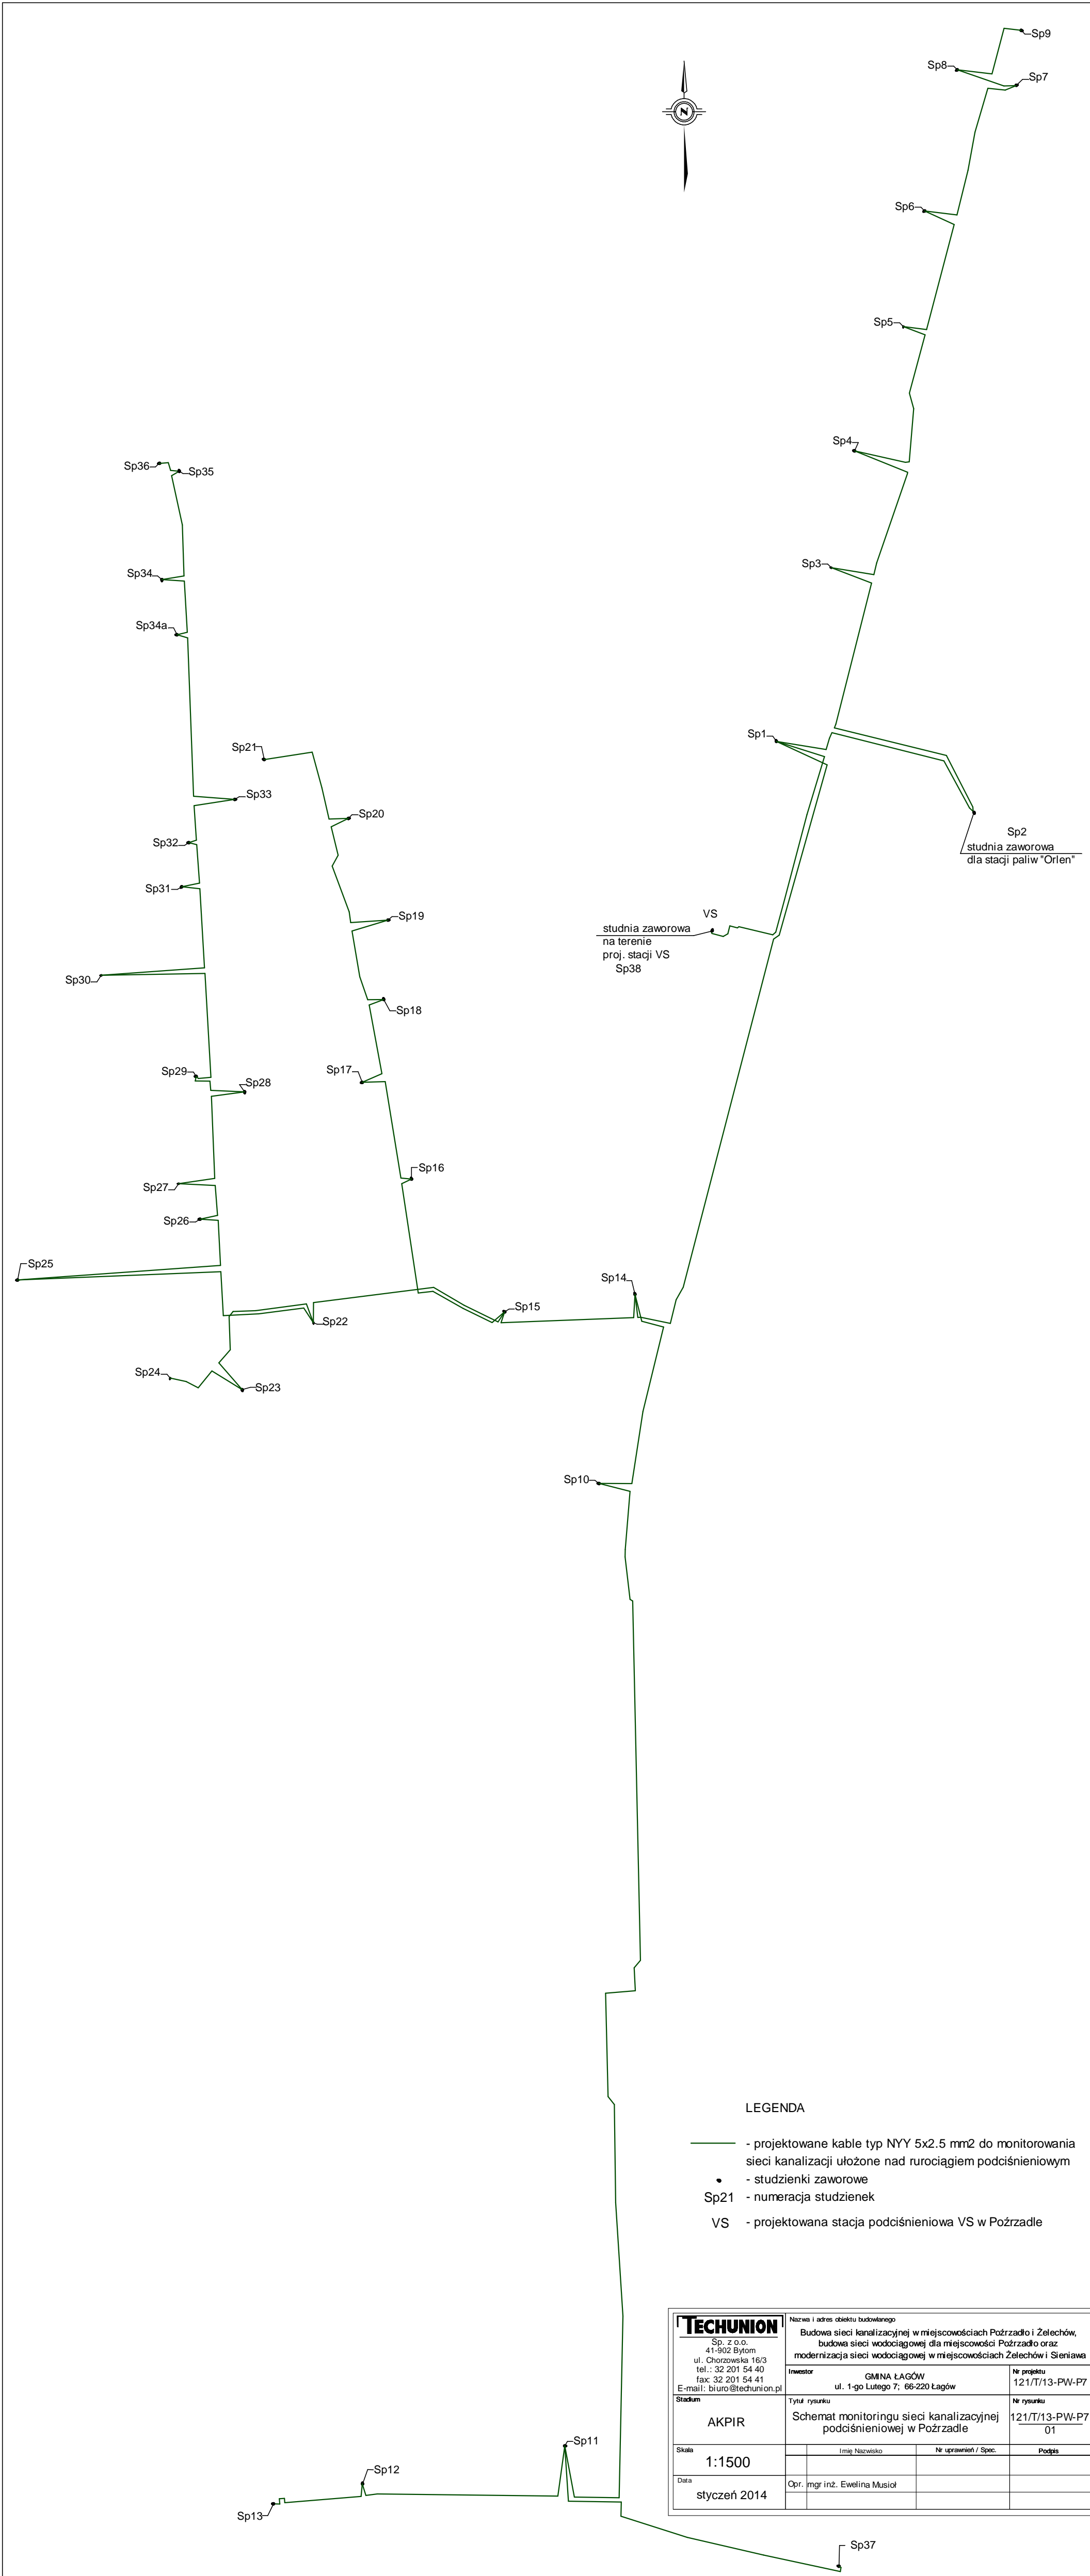 Sp9
Sp8
Sp7
N
Sp6
Sp5
Sp4
Sp36
Sp35
Sp3
Sp34
Sp34a
Sp1
Sp21
Sp33
Sp20
Sp2
studnia zaworowa
dla stacji paliw "Orlen"
Sp32
Sp31
Sp19
VS
studnia zaworowa
na terenie
proj. stacji VS
Sp38
Sp30
Sp18
Sp29
Sp28
Sp17
Sp16
Sp27
Sp26
Sp25
Sp14
Sp15
Sp22
Sp24
Sp23
Sp10
LEGENDA
- projektowane kable typ NYY 5x2.5 mm2 do monitorowania
sieci kanalizacji ułożone nad rurociągiem podciśnieniowym
- studzienki zaworowe
Sp21 - numeracja studzienek
VS - projektowana stacja podciśnieniowa VS w Poźrzadle
TECHUNION
Sp. z o.o.
41-902 Bytom
ul. Chorzowska 16/3
tel.: 32 201 54 40
fax: 32 201 54 41
E-mail: biuro@techunion.pl
Nazwa i adres obiektu budowlanego
Budowa sieci kanalizacyjnej w miejscowościach Poźrzadło i Żelechów,
budowa sieci wodociągowej dla miejscowości Poźrzadło oraz
modernizacja sieci wodociągowej w miejscowościach Żelechów i Sieniawa
Inwestor
GMINA ŁAGÓW
ul. 1-go Lutego 7; 66-220 Łagów
Nr projektu
121/T/13-PW-P7
Stadium
AKPIR
Tytuł rysunku
Schemat monitoringu sieci kanalizacyjnej
podciśnieniowej w Poźrzadle
Nr rysunku
121/T/13-PW-P7
01
Skala
1:1500
Imię Nazwisko
Nr uprawnień / Spec.
Podpis
Data
styczeń 2014
Opr. mgr inż. Ewelina Musioł
Sp11
Sp12
Sp13
Sp37